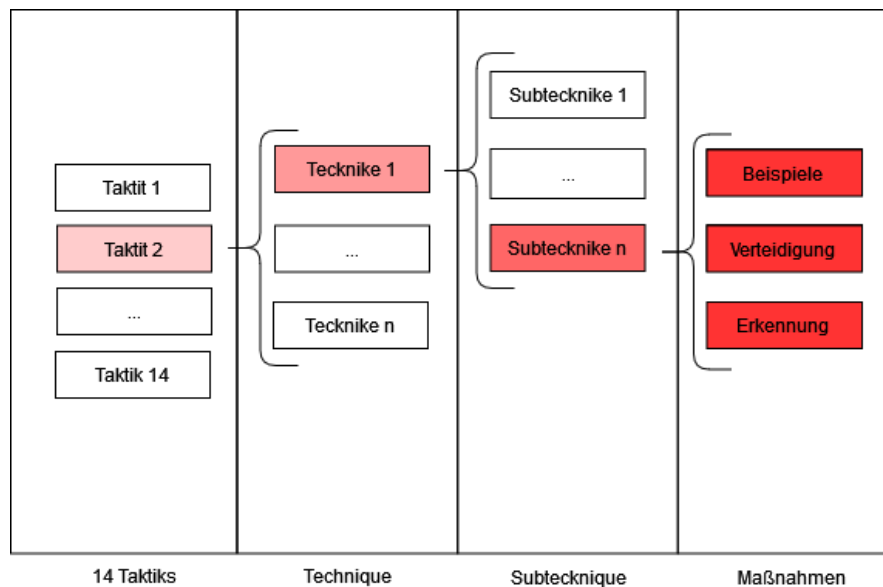 Taktit 1
Taktit 2
...
Taktik 14
Tecknike 1
...
Tecknike n
Subtecknike 1
...
Subtecknike n
Beispiele
Verteidigung
Erkennung
14 Taktiks
Technique
Subtecknique
Maßnahmen